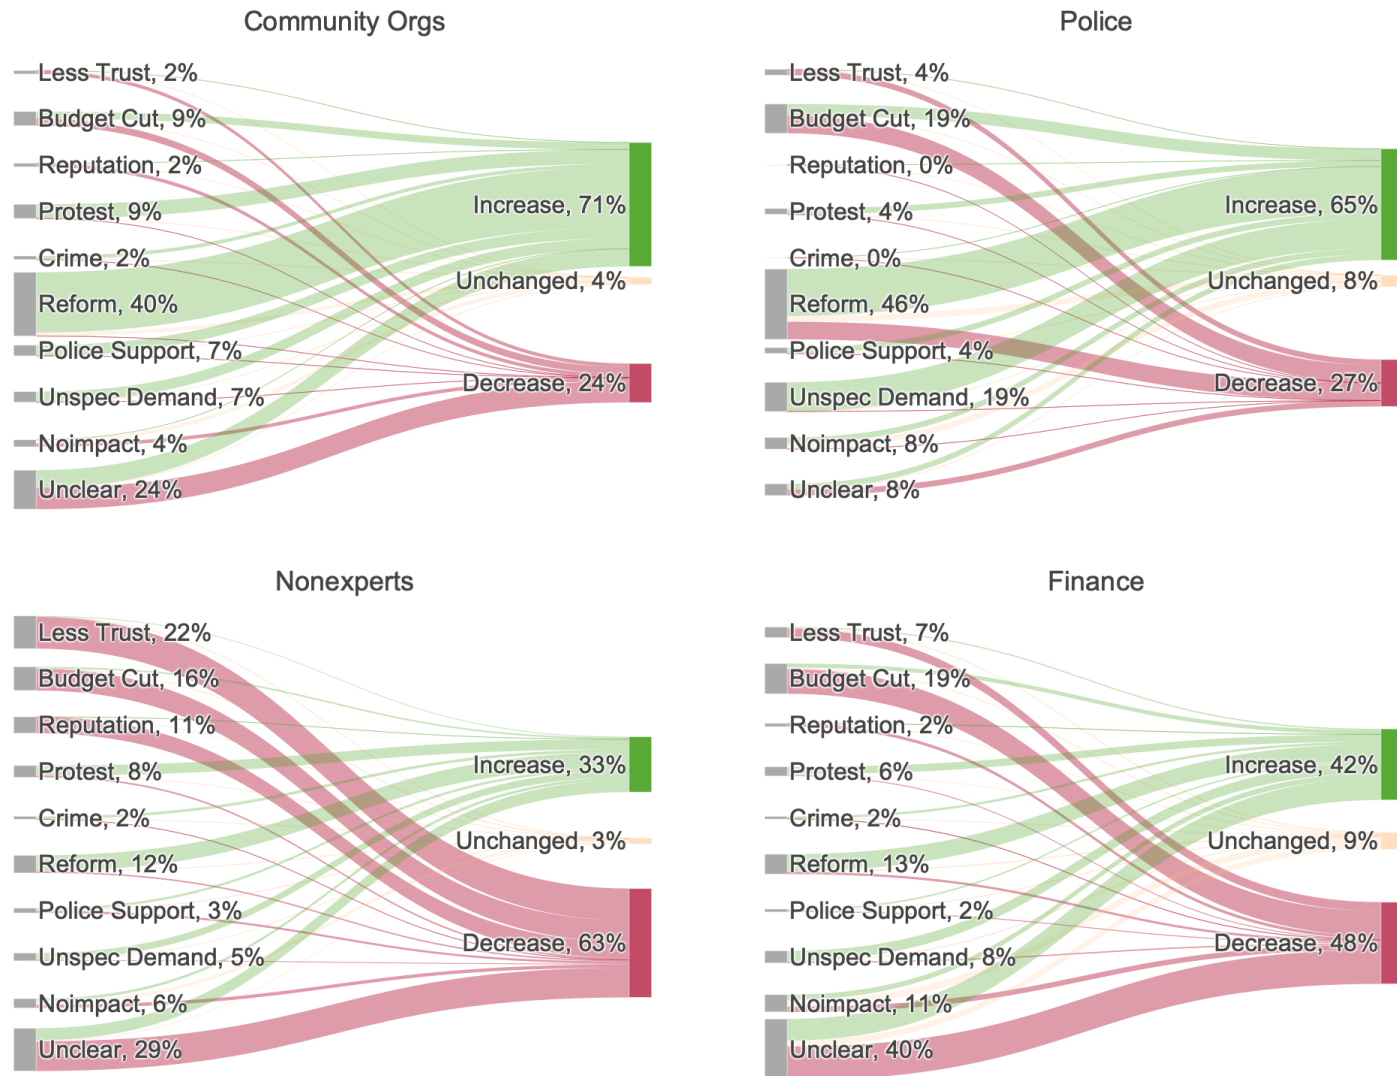 Community Orgs
Less Trust, 2%
Budget Cut, 9%
Reputation, 2%
Protest, 9%
Crime, 2%
Reform, 40%
Police Support, 7%
Unspec Demand, 7%
Noimpact, 4%
Unclear, 24%
Increase, 71%
Unchanged, 4%
Decrease, 24%
Police
Less Trust, 4%
Budget Cut, 19%
Reputation, 0%
Protest, 4%
Crime, 0%
Reform, 46%
Police Support, 4%
Unspec Demand, 19%
Noimpact, 8%
Unclear, 8%
Increase, 65%
Unchanged, 8%
Decrease, 27%
Nonexperts
Less Trust, 22%
Budget Cut, 16%
Reputation, 11%
Protest, 8%
Crime, 2%
Reform, 12%
Police Support, 3%
Unspec Demand, 5%
Noimpact, 6%
Unclear, 29%
Increase, 33%
Unchanged, 3%
Decrease, 63%
Finance
Less Trust, 7%
Budget Cut, 19%
Reputation, 2%
Protest, 6%
Crime, 2%
Reform, 13%
Police Support, 2%
Unspec Demand, 8%
Noimpact, 11%
Unclear, 40%
Increase, 42%
Unchanged, 9%
Decrease, 48%